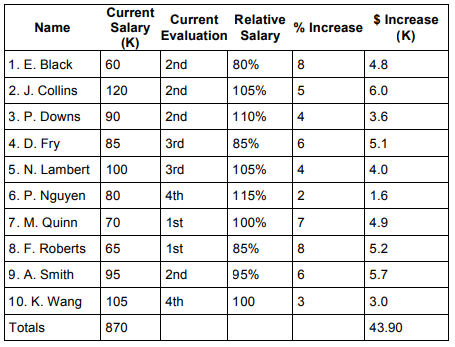 Name Current Salary (K) Current Evaluation Relative Salary % Increase $ Increase (K)
1. E. Black 60 2nd 80% 8 4.8
2. J. Collins 120 2nd 105% 5 6.0
3. P. Downs 90 2nd 110% 4 3.6
4. D. Fry 85 3rd 85% 6 5.1
5. N. Lambert 100 3rd 105% 4 4.0
6. P. Nguyen 80 4th 115% 2 1.6
7. M. Quinn 70 1st 100% 7 4.9
8. F. Roberts 65 1st 85% 8 5.2
9. A. Smith 95 2nd 95% 6 5.7
10. K. Wang 105 4th 100 3 3.0
Totals 870 43.90